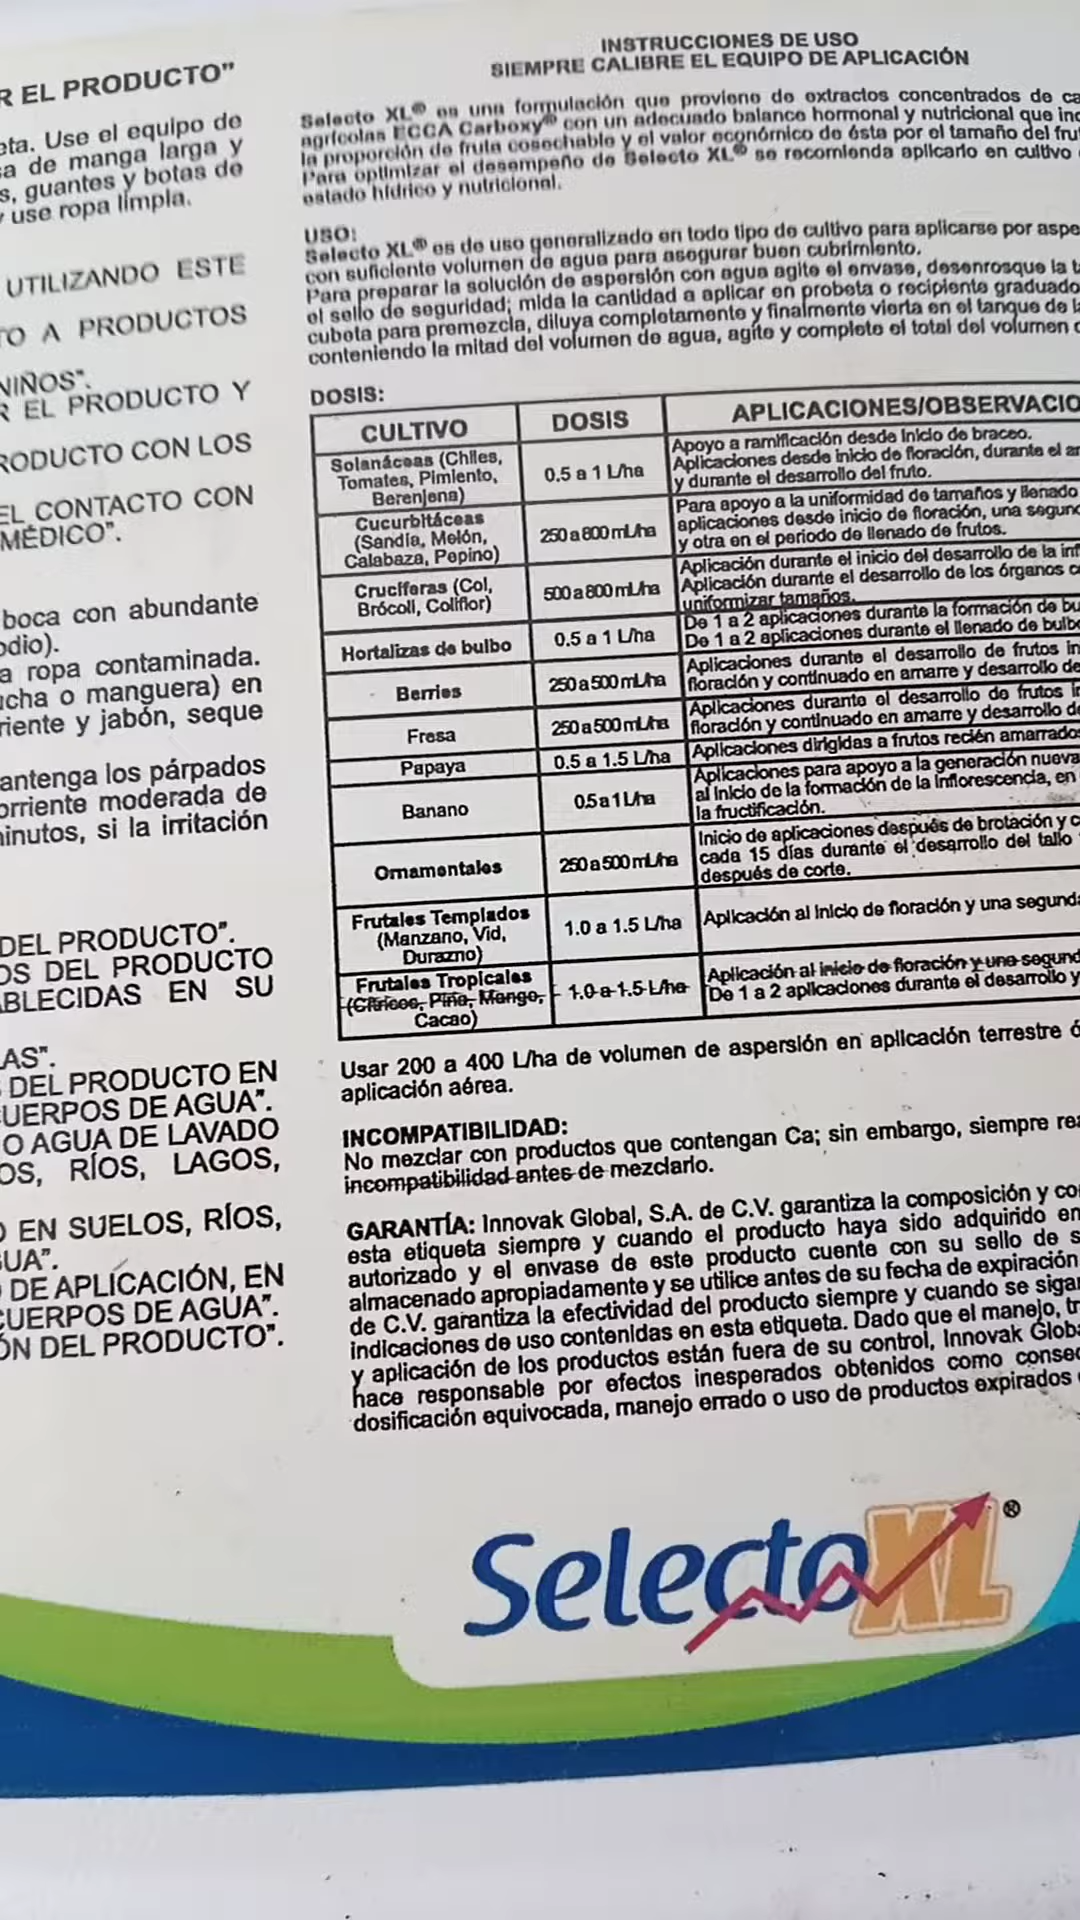 R EL PRODUCTO"
eta. Use el equipo de
sa de manga larga y
s, guantes y botas de
y use ropa limpia.
UTILIZANDO ESTE
TO A PRODUCTOS
NIÑOS".
R EL PRODUCTO Y
RODUCTO CON LOS
EL CONTACTO CON
MÉDICO".
boca con abundante
odio).
a ropa contaminada.
ucha o manguera) en
rriente y jabón, seque
antenga los párpados
orriente moderada de
minutos, si la irritación
DEL PRODUCTO".
OS DEL PRODUCTO
ABLECIDAS EN SU
AS".
DEL PRODUCTO EN
CUERPOS DE AGUA".
O AGUA DE LAVADO
OS, RÍOS, LAGOS,
O EN SUELOS, RÍOS,
GUA".
DE APLICACIÓN, EN
CUERPOS DE AGUA".
ÓN DEL PRODUCTO".
INSTRUCCIONES DE USO
SIEMPRE CALIBRE EL EQUIPO DE APLICACIÓN
Selecto XL® es una formulación que proviene de extractos concentrados de ca
agrícolas ECCA Carboxy® con un adecuado balance hormonal y nutricional que inc
la proporción de fruta cosechable y el valor económico de ésta por el tamaño del fru
Para optimizar el desempeño de Selecto XL® se recomienda aplicarlo en cultivo
estado hídrico y nutricional.
USO:
Selecto XL® es de uso generalizado en todo tipo de cultivo para aplicarse por aspe
con suficiente volumen de agua para asegurar buen cubrimiento.
Para preparar la solución de aspersión con agua agite el envase, desenrosque la t
el sello de seguridad; mida la cantidad a aplicar en probeta o recipiente graduado
cubeta para premezcla, diluya completamente y finalmente vierta en el tanque de la
conteniendo la mitad del volumen de agua, agite y complete el total del volumen
DOSIS:
CULTIVO DOSIS APLICACIONES/OBSERVACIO
Solanáceas (Chiles, Tomates, Pimiento, Berenjena) 0.5 a 1 L/ha Apoyo a ramificación desde inicio de braceo.
Aplicaciones desde inicio de floración, durante el am
y durante el desarrollo del fruto.
Cucurbitáceas (Sandía, Melón, Calabaza, Pepino) 250 a 800 mL/ha Para apoyo a la uniformidad de tamaños y llenado
aplicaciones desde inicio de floración, una segund
y otra en el periodo de llenado de frutos.
Crucíferas (Col, Brócoli, Coliflor) 500 a 800 mL/ha Aplicación durante el inicio del desarrollo de la inf
Aplicación durante el desarrollo de los órganos c
uniformizar tamaños.
Hortalizas de bulbo 0.5 a 1 L/ha De 1 a 2 aplicaciones durante la formación de bu
De 1 a 2 aplicaciones durante el llenado de bulbo
Berries 250 a 500 mL/ha Aplicaciones durante el desarrollo de frutos in
floración y continuado en amarre y desarrollo de
Fresa 250 a 500 mL/ha Aplicaciones durante el desarrollo de frutos i
floración y continuado en amarre y desarrollo de
Papaya 0.5 a 1.5 L/ha Aplicaciones dirigidas a frutos recién amarrados
Banano 0.5 a 1 L/ha Aplicaciones para apoyo a la generación nueva
al inicio de la formación de la inflorescencia, en
la fructificación.
Ornamentales 250 a 500 mL/ha Inicio de aplicaciones después de brotación y c
cada 15 días durante el desarrollo del tallo
después de corte.
Frutales Templados (Manzano, Vid, Durazno) 1.0 a 1.5 L/ha Aplicación al inicio de floración y una segunda
Frutales Tropicales (Cítricos, Piña, Mango, Cacao) 1.0 a 1.5 L/ha Aplicación al inicio de floración y una segund
De 1 a 2 aplicaciones durante el desarrollo y
Usar 200 a 400 L/ha de volumen de aspersión en aplicación terrestre ó
aplicación aérea.
INCOMPATIBILIDAD:
No mezclar con productos que contengan Ca; sin embargo, siempre rea
incompatibilidad antes de mezclarlo.
GARANTÍA: Innovak Global, S.A. de C.V. garantiza la composición y co
esta etiqueta siempre y cuando el producto haya sido adquirido en
autorizado y el envase de este producto cuente con su sello de s
almacenado apropiadamente y se utilice antes de su fecha de expiración
de C.V. garantiza la efectividad del producto siempre y cuando se sigan
indicaciones de uso contenidas en esta etiqueta. Dado que el manejo, tr
y aplicación de los productos están fuera de su control, Innovak Globa
hace responsable por efectos inesperados obtenidos como consec
dosificación equivocada, manejo errado o uso de productos expirados
Selecto XL®